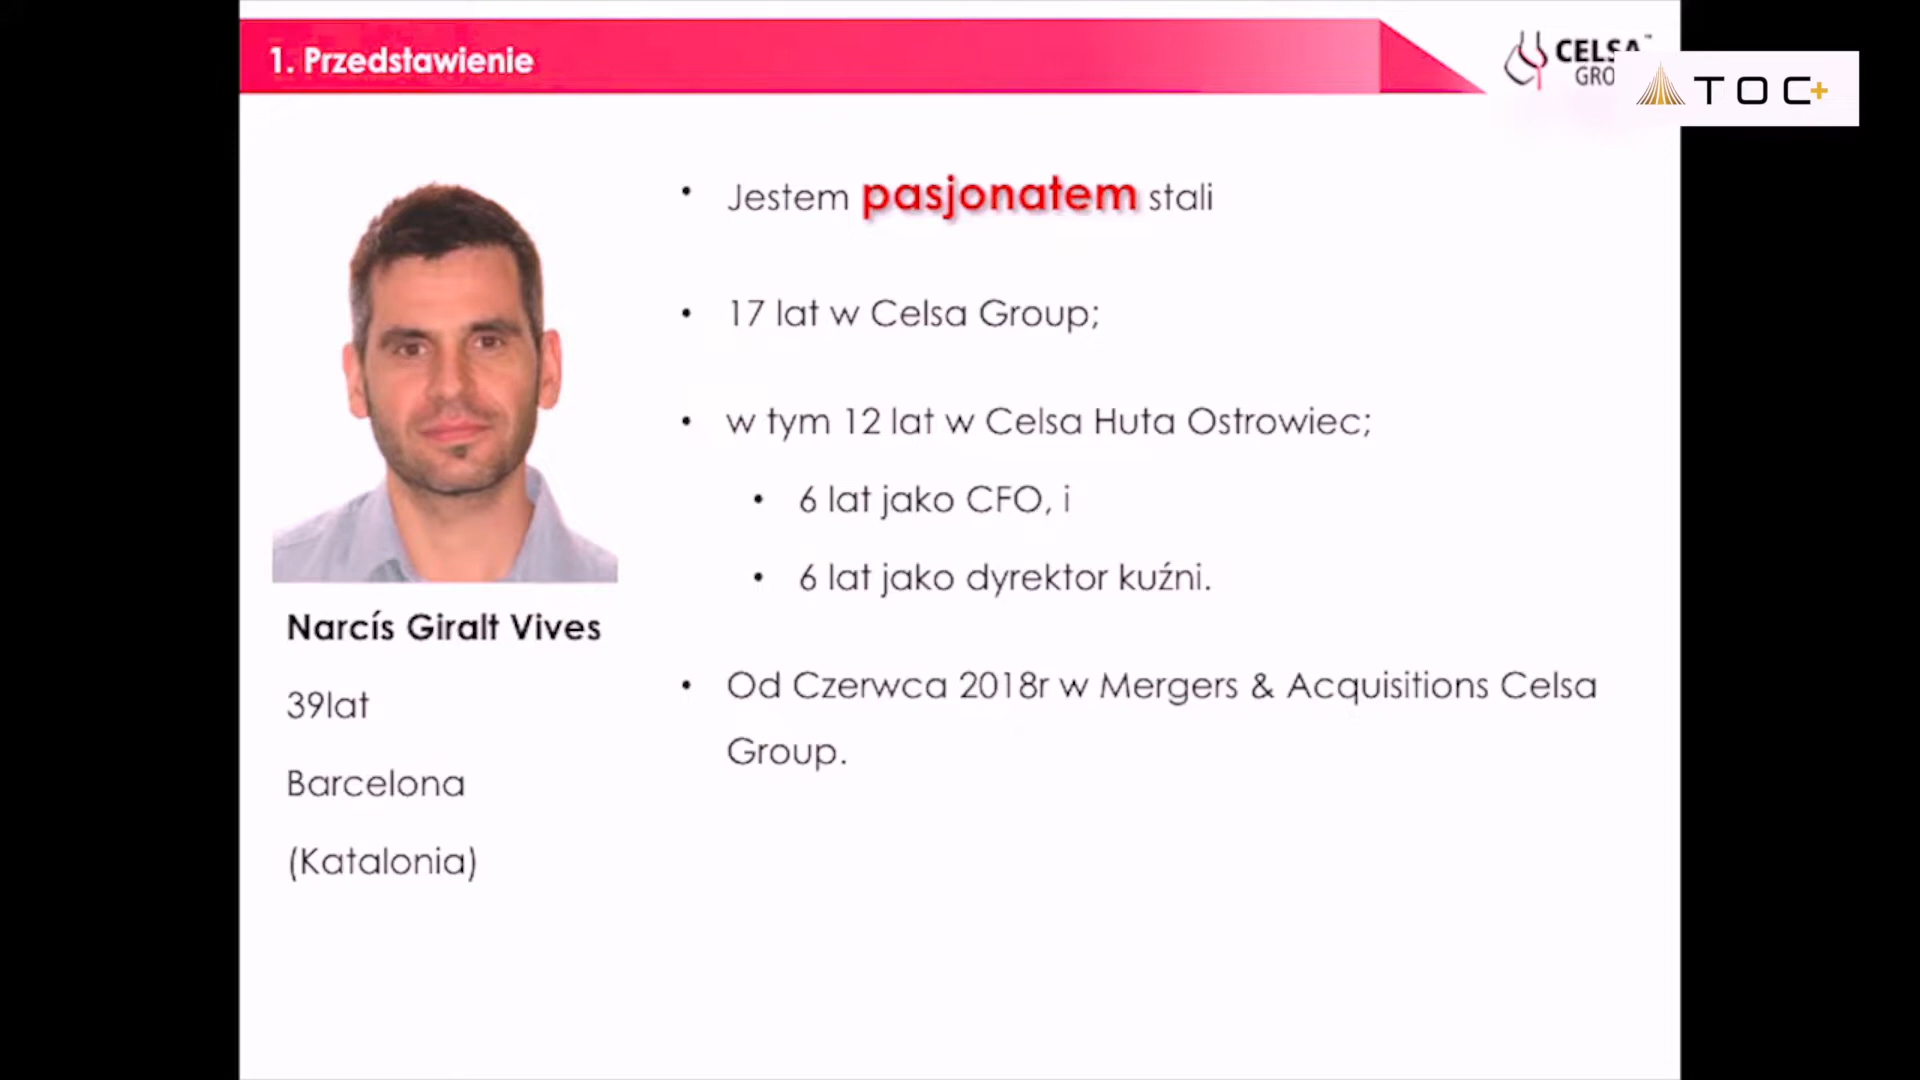 1. Przedstawienie
CELSA™
GRO
TOC+
Jestem pasjonatem stali
17 lat w Celsa Group;
w tym 12 lat w Celsa Huta Ostrowiec;
6 lat jako CFO, i
6 lat jako dyrektor kuźni.
Od Czerwca 2018r w Mergers & Acquisitions Celsa
Group.
Narcís Giralt Vives
39lat
Barcelona
(Katalonia)